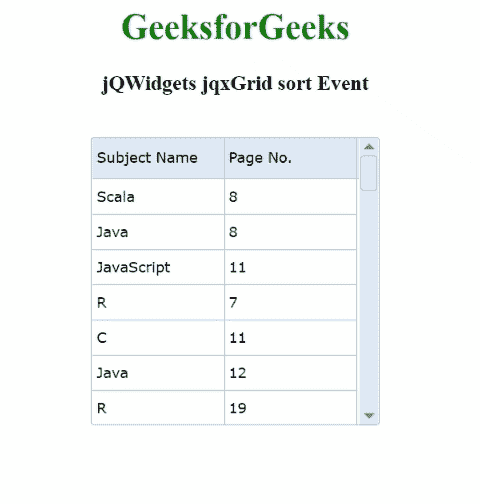 GeeksforGeeks
jQWidgets jqxGrid sort Event
Subject Name Page No.
Scala 8
Java 8
JavaScript 11
R 7
C 11
Java 12
R 19